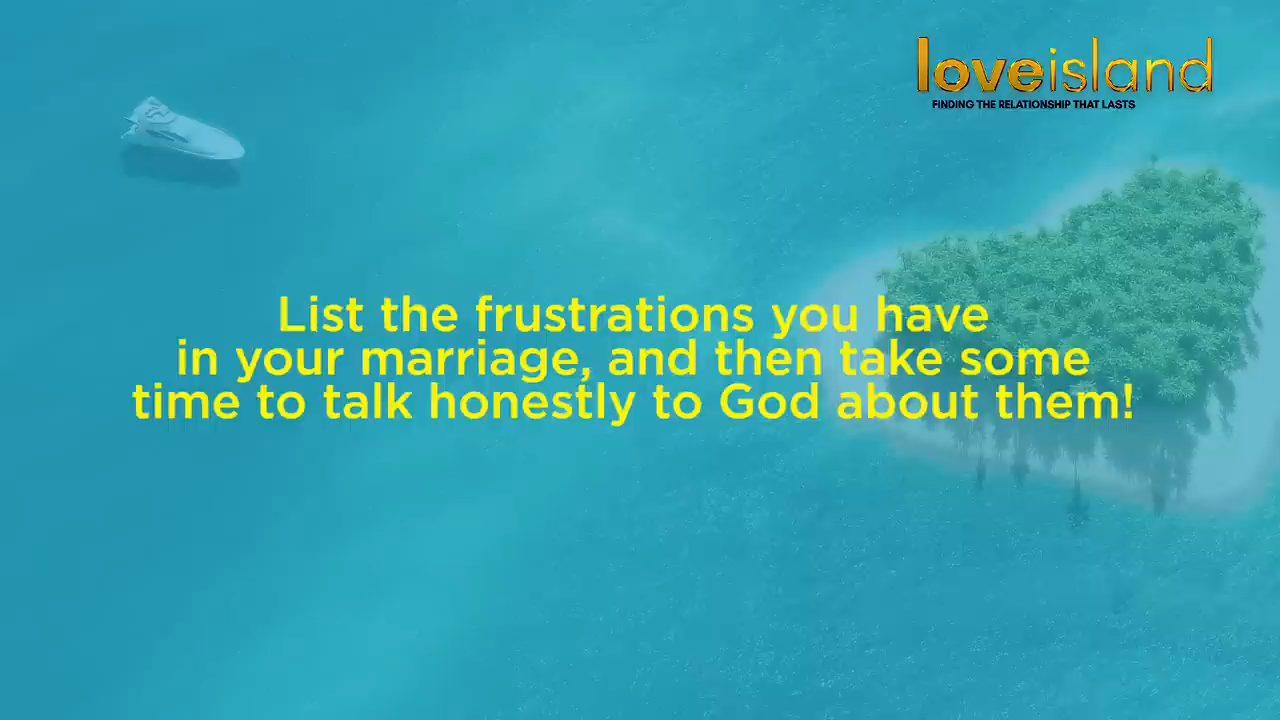 loveisland
FINDING THE RELATIONSHIP THAT LASTS
List the frustrations you have
in your marriage, and then take some
time to talk honestly to God about them!